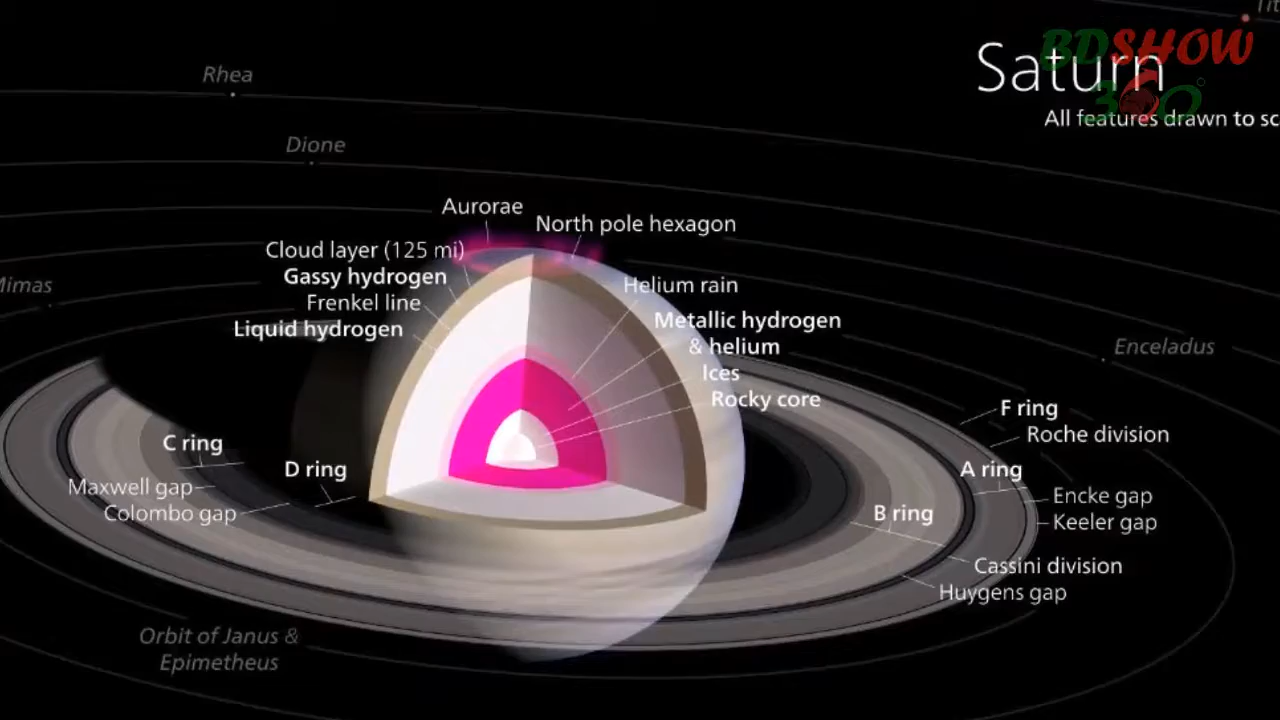 Tit
BDSHOW
360
Saturn
All features drawn to sc
Rhea
Dione
Aurorae
North pole hexagon
Cloud layer (125 mi)
Gassy hydrogen
Frenkel line
Liquid hydrogen
Helium rain
Metallic hydrogen
& helium
Ices
Rocky core
Mimas
Enceladus
F ring
Roche division
A ring
Encke gap
Keeler gap
B ring
Cassini division
Huygens gap
C ring
D ring
Maxwell gap
Colombo gap
Orbit of Janus &
Epimetheus